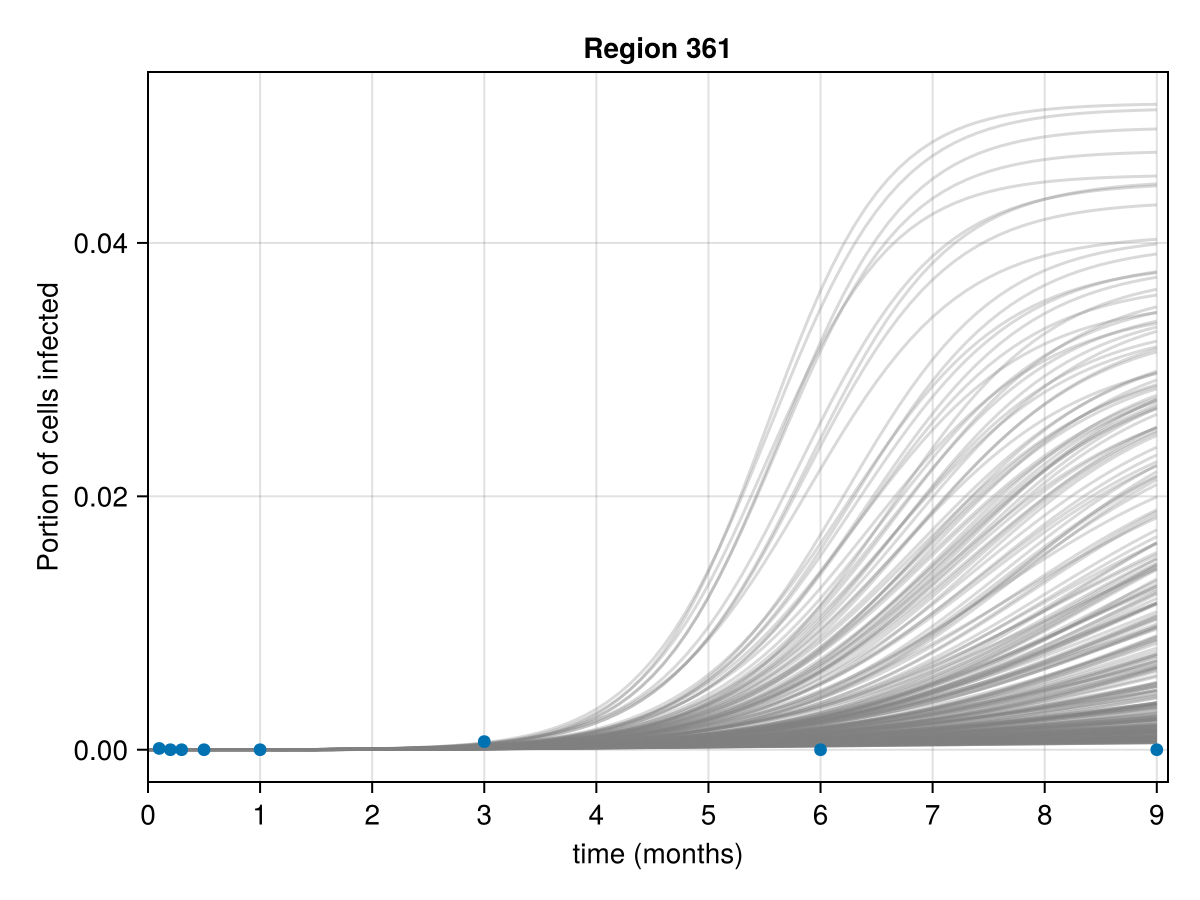 Region 361
Portion of cells infected
0.04
0.02
0.00
0 1 2 3 4 5 6 7 8 9
time (months)